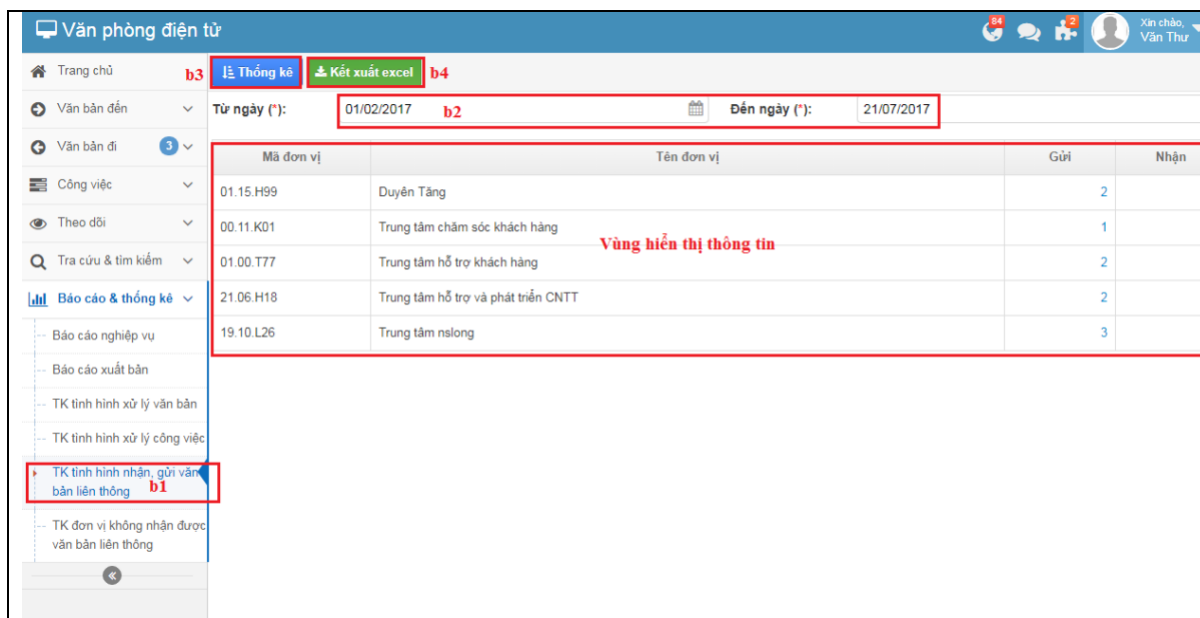 Văn phòng điện tử
84
2
Xin chào,
Văn Thư
Trang chủ
b3
Thống kê
Kết xuất excel
b4
Văn bản đến
Từ ngày (*):
01/02/2017
b2
Đến ngày (*):
21/07/2017
Văn bản đi
3
Mã đơn vị
Tên đơn vị
Gửi
Nhận
Công việc
01.15.H99
Duyên Tăng
2
Theo dõi
00.11.K01
Trung tâm chăm sóc khách hàng
1
Vùng hiển thị thông tin
Tra cứu & tìm kiếm
01.00.T77
Trung tâm hỗ trợ khách hàng
2
Báo cáo & thống kê
21.06.H18
Trung tâm hỗ trợ và phát triển CNTT
2
Báo cáo nghiệp vụ
19.10.L26
Trung tâm nslong
3
Báo cáo xuất bản
TK tình hình xử lý văn bản
TK tình hình xử lý công việc
TK tình hình nhận, gửi văn
bản liên thông
b1
TK đơn vị không nhận được
văn bản liên thông